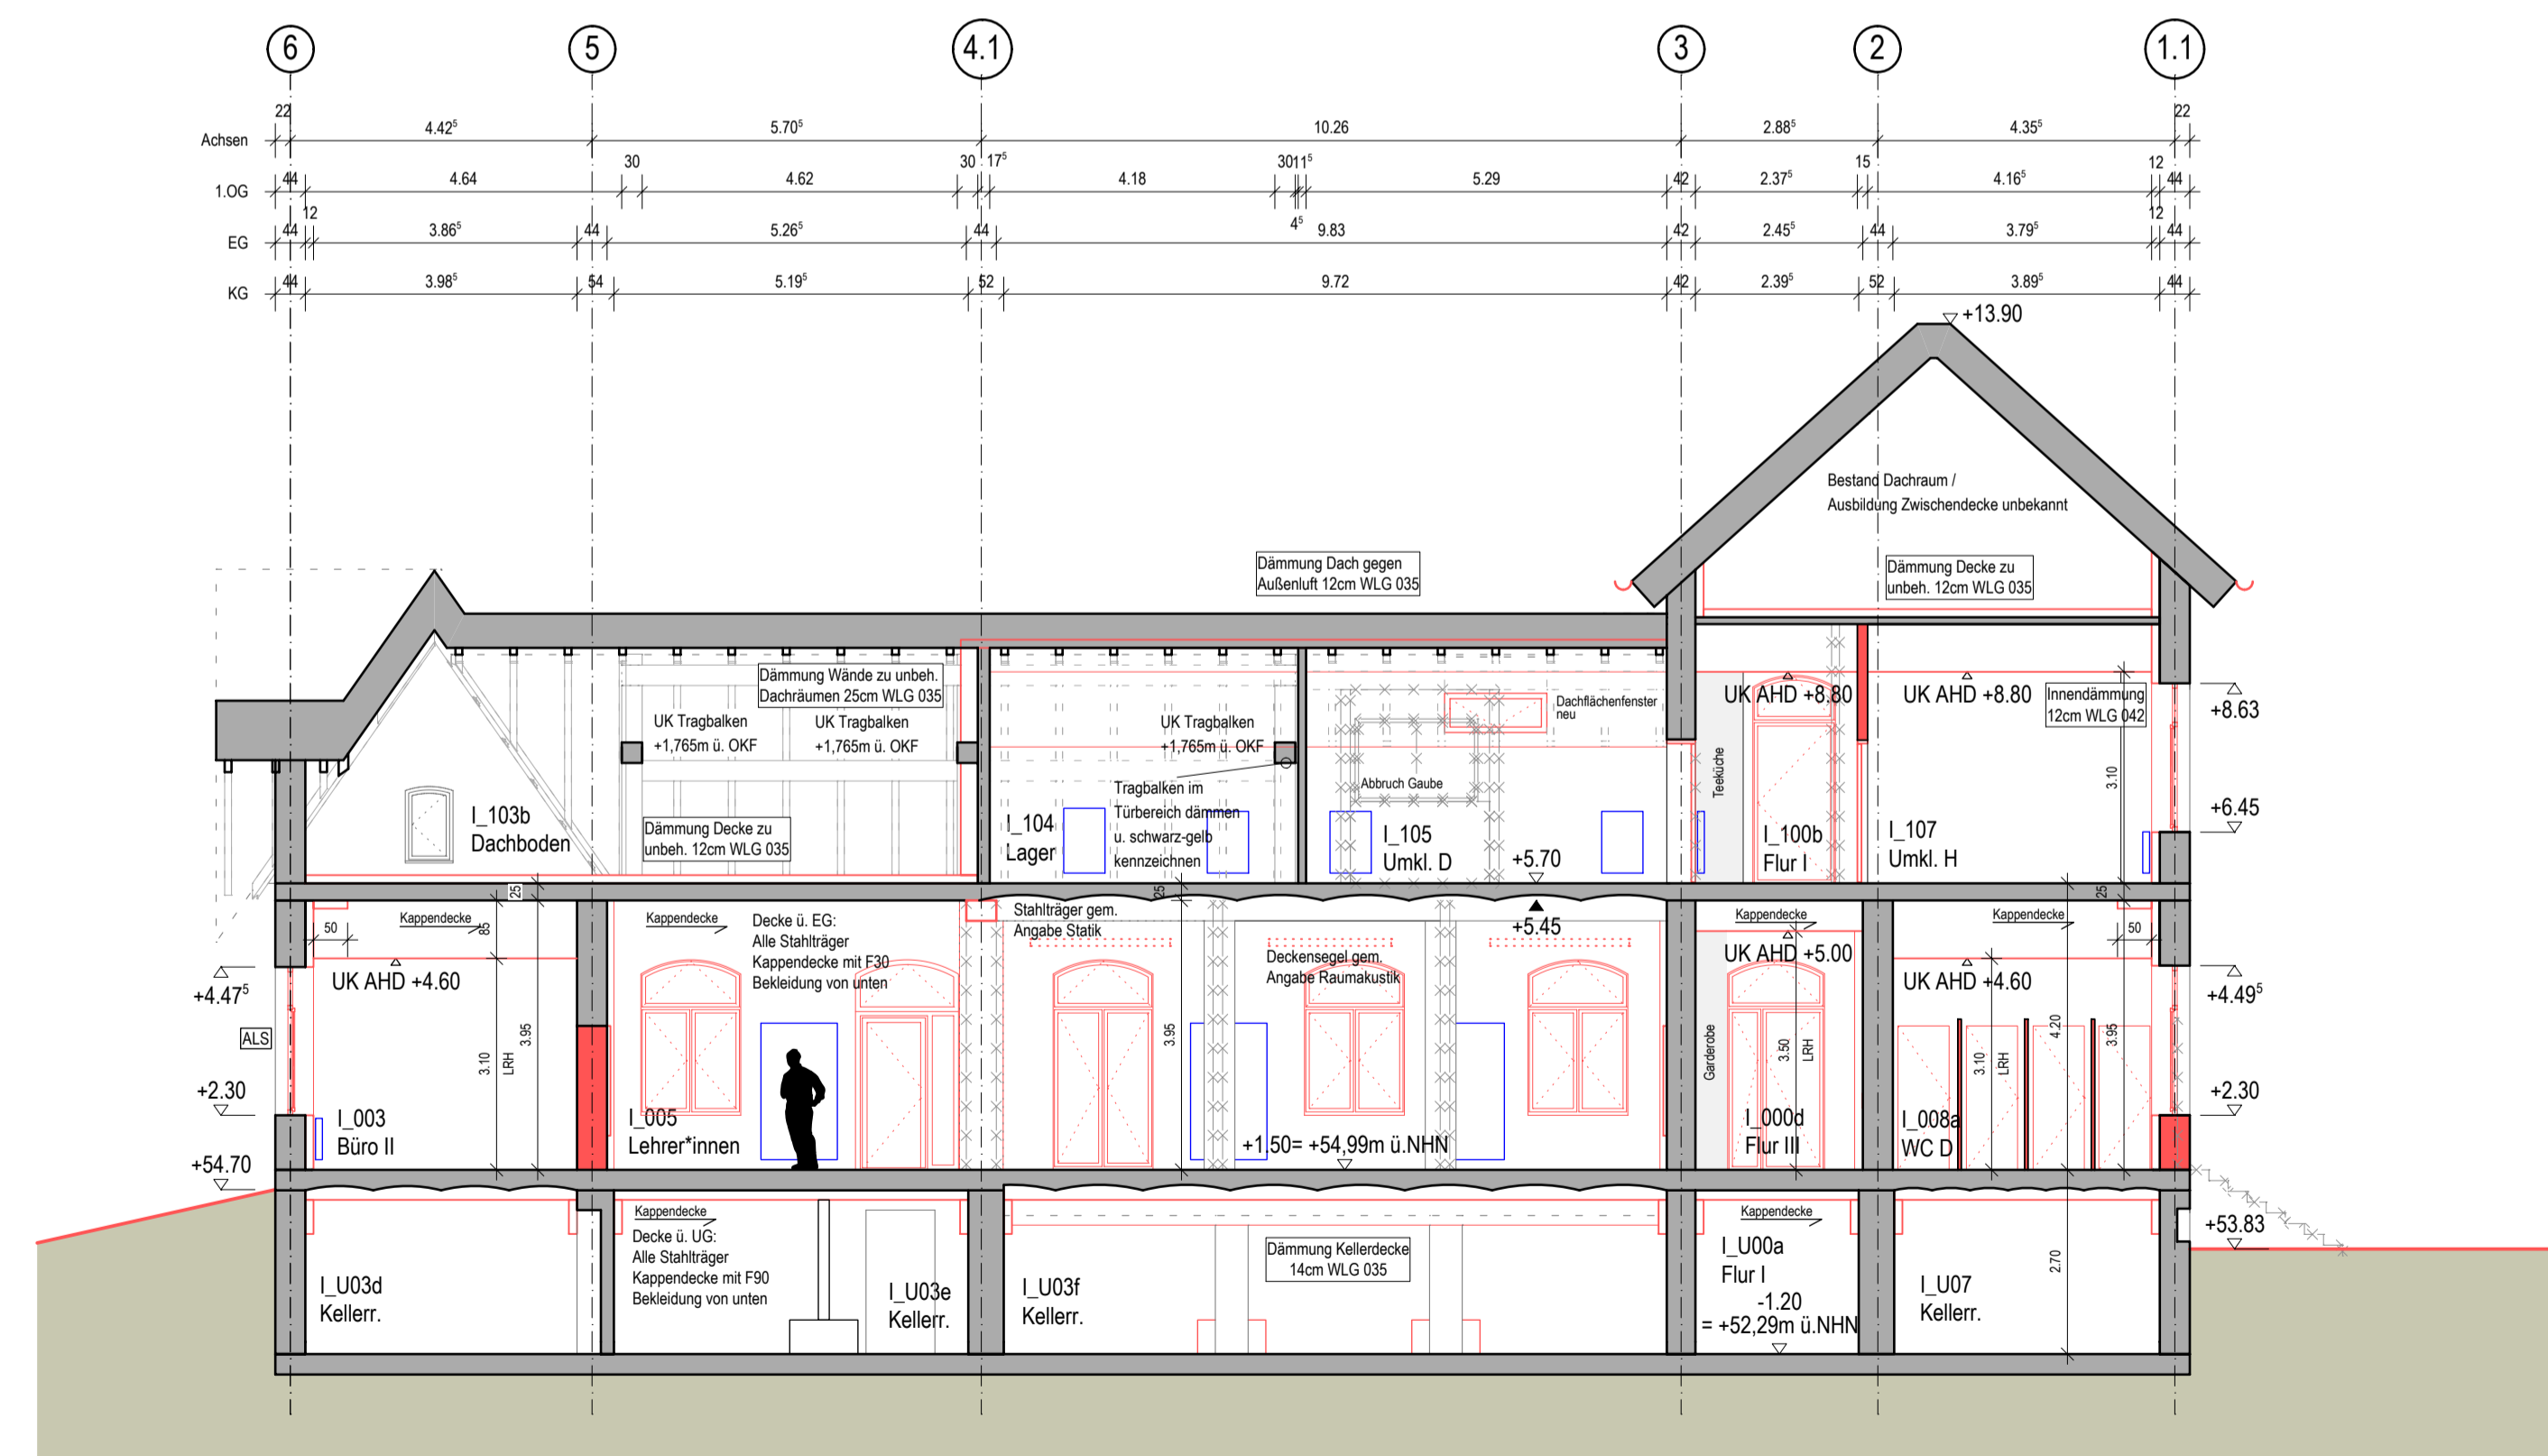 6
5
4.1
3
2
1.1
Achsen
22
4.42⁵
5.70⁵
10.26
2.88⁵
4.35⁵
22
1.OG
44
4.64
30
4.62
30
17⁵
4.18
30
11⁵
4⁵
5.29
42
2.37⁵
15
4.16⁵
12
44
EG
44
12
3.86⁵
44
5.26⁵
44
9.83
42
2.45⁵
44
3.79⁵
12
44
KG
44
3.98⁵
54
5.19⁵
52
9.72
42
2.39⁵
52
3.89⁵
44
+13.90
Bestand Dachraum /
Ausbildung Zwischendecke unbekannt
Dämmung Dach gegen
Außenluft 12cm WLG 035
Dämmung Decke zu
unbeh. 12cm WLG 035
Dämmung Wände zu unbeh.
Dachräumen 25cm WLG 035
UK Tragbalken
+1,765m ü. OKF
UK Tragbalken
+1,765m ü. OKF
UK Tragbalken
+1,765m ü. OKF
Dachflächenfenster
neu
UK AHD +8.80
UK AHD +8.80
Innendämmung
12cm WLG 042
+8.63
Tragbalken im
Türbereich dämmen
u. schwarz-gelb
kennzeichnen
Abbruch Gaube
Teeküche
3.10
+6.45
I_103b
Dachboden
Dämmung Decke zu
unbeh. 12cm WLG 035
I_104
Lager
I_105
Umkl. D
+5.70
I_100b
Flur I
I_107
Umkl. H
25
25
25
Kappendecke
50
85
Kappendecke
Decke ü. EG:
Alle Stahlträger
Kappendecke mit F30
Bekleidung von unten
Stahlträger gem.
Angabe Statik
+5.45
Deckensegel gem.
Angabe Raumakustik
Kappendecke
UK AHD +5.00
Kappendecke
50
UK AHD +4.60
UK AHD +4.60
+4.47⁵
+4.49⁵
ALS
3.10
LRH
3.95
3.95
Garderobe
3.50
LRH
3.10
LRH
4.20
3.95
+2.30
+2.30
I_003
Büro II
I_005
Lehrer*innen
+1.50= +54,99m ü.NHN
I_000d
Flur III
I_008a
WC D
+54.70
Kappendecke
Decke ü. UG:
Alle Stahlträger
Kappendecke mit F90
Bekleidung von unten
Kappendecke
+53.83
Dämmung Kellerdecke
14cm WLG 035
I_U03d
Kellerr.
I_U03e
Kellerr.
I_U03f
Kellerr.
I_U00a
Flur I
-1.20
= +52,29m ü.NHN
I_U07
Kellerr.
2.70